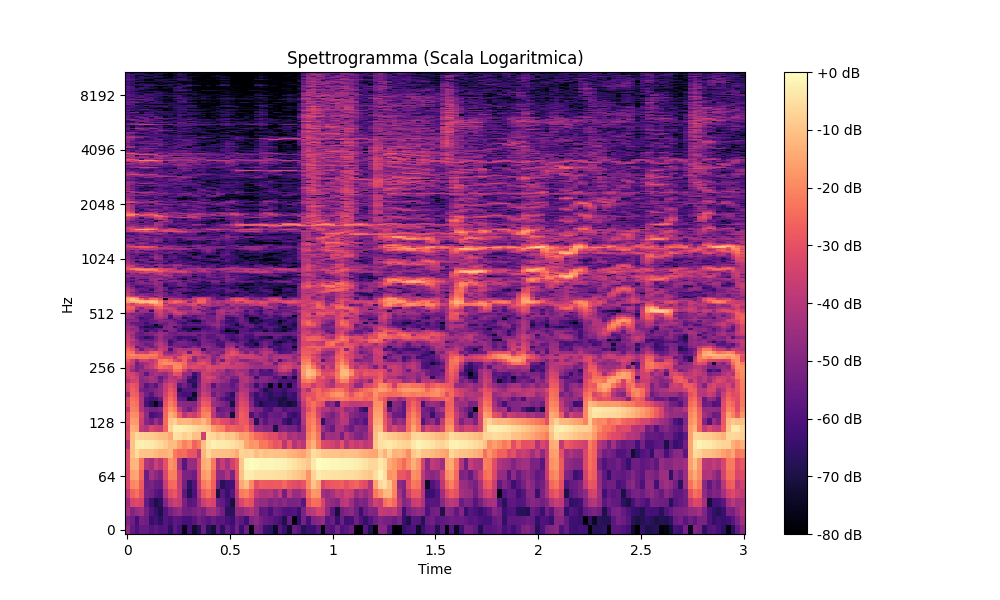 Spettrogramma (Scala Logaritmica)
Hz
8192
4096
2048
1024
512
256
128
64
0
0 0.5 1 1.5 2 2.5 3
Time
+0 dB
-10 dB
-20 dB
-30 dB
-40 dB
-50 dB
-60 dB
-70 dB
-80 dB